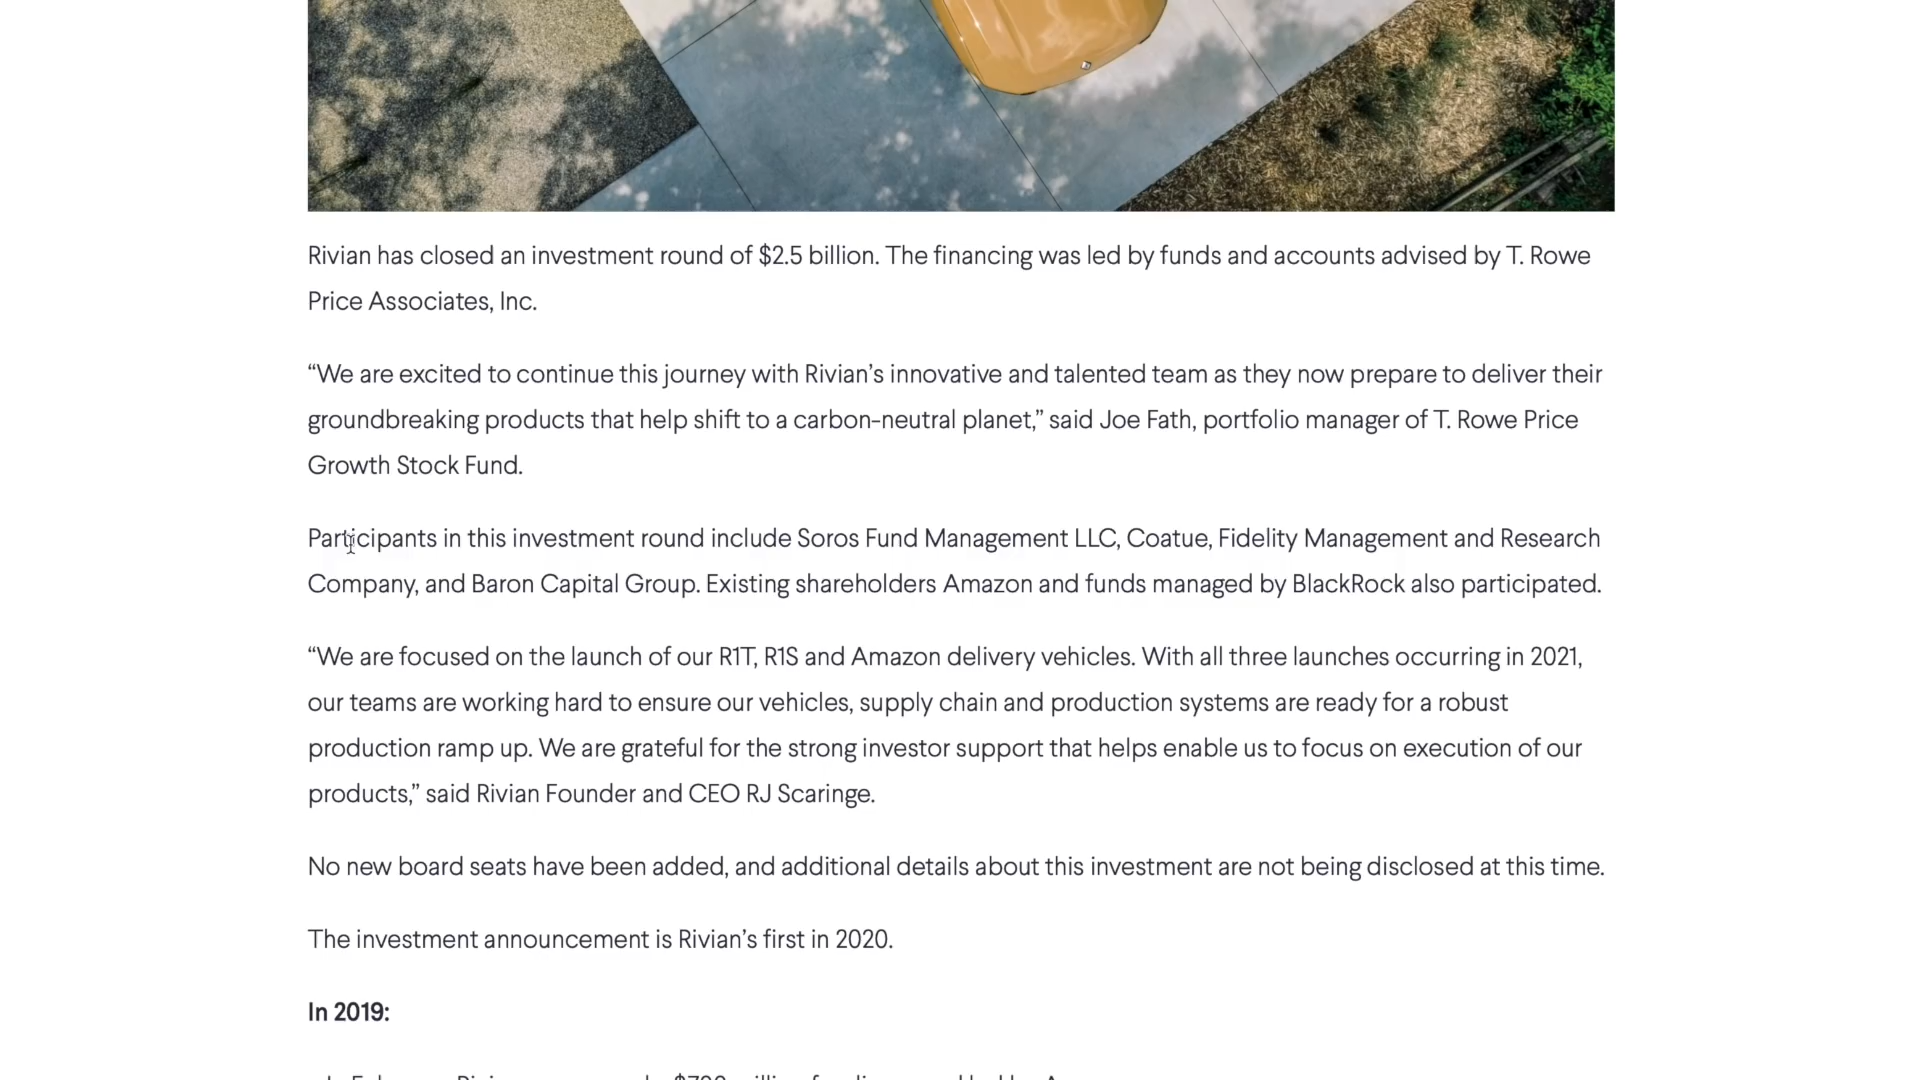 Rivian has closed an investment round of $2.5 billion. The financing was led by funds and accounts advised by T. Rowe
Price Associates, Inc.
“We are excited to continue this journey with Rivian’s innovative and talented team as they now prepare to deliver their
groundbreaking products that help shift to a carbon-neutral planet,” said Joe Fath, portfolio manager of T. Rowe Price
Growth Stock Fund.
Participants in this investment round include Soros Fund Management LLC, Coatue, Fidelity Management and Research
Company, and Baron Capital Group. Existing shareholders Amazon and funds managed by BlackRock also participated.
“We are focused on the launch of our R1T, R1S and Amazon delivery vehicles. With all three launches occurring in 2021,
our teams are working hard to ensure our vehicles, supply chain and production systems are ready for a robust
production ramp up. We are grateful for the strong investor support that helps enable us to focus on execution of our
products,” said Rivian Founder and CEO RJ Scaringe.
No new board seats have been added, and additional details about this investment are not being disclosed at this time.
The investment announcement is Rivian’s first in 2020.
In 2019: